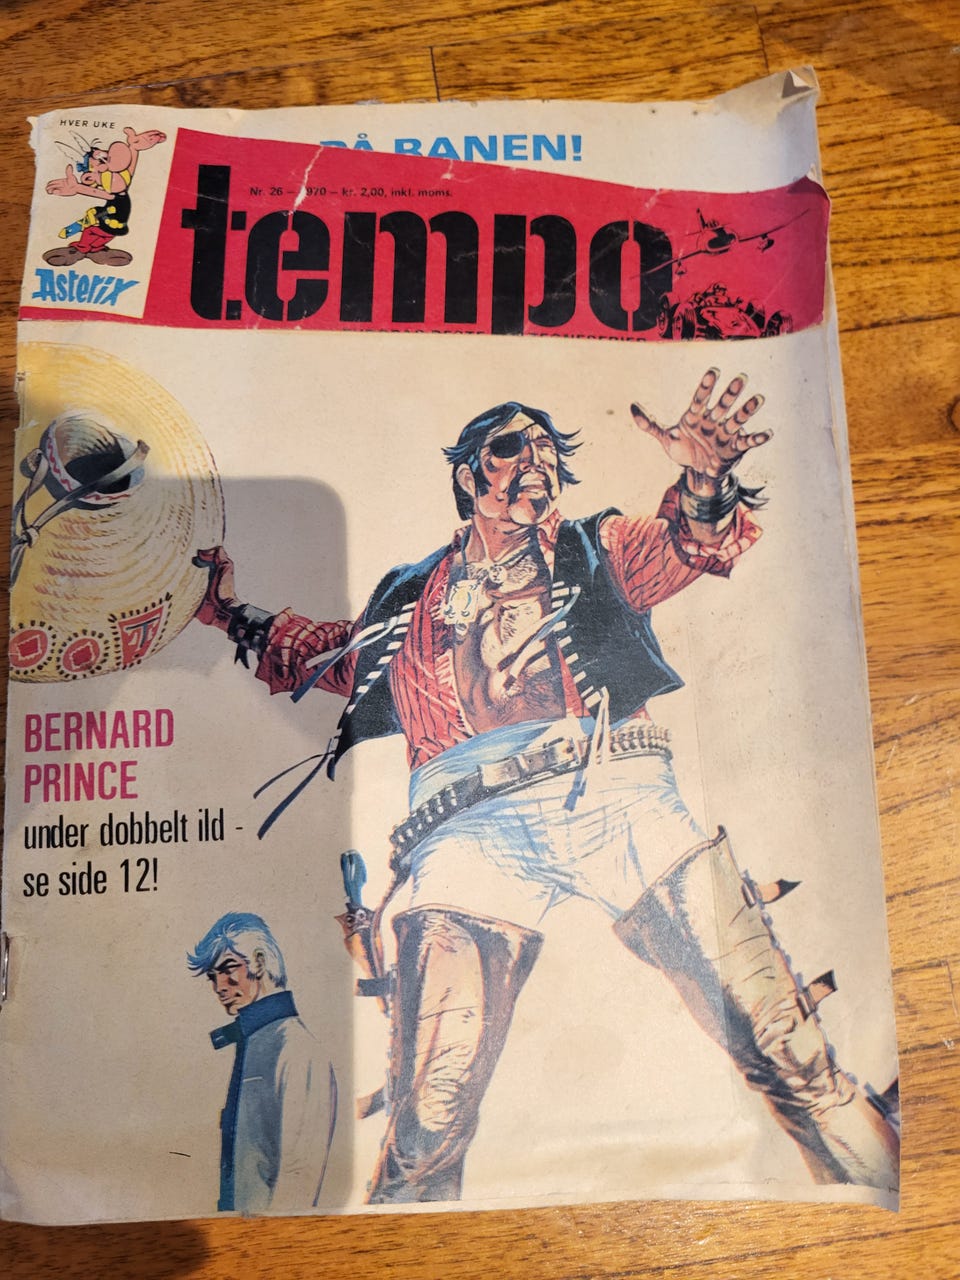 HVER UKE
PÅ BANEN!
Nr. 26 – 1970 – kr. 2,00, inkl. moms.
tempo
Asterix
BERNARD
PRINCE
under dobbelt ild -
se side 12!